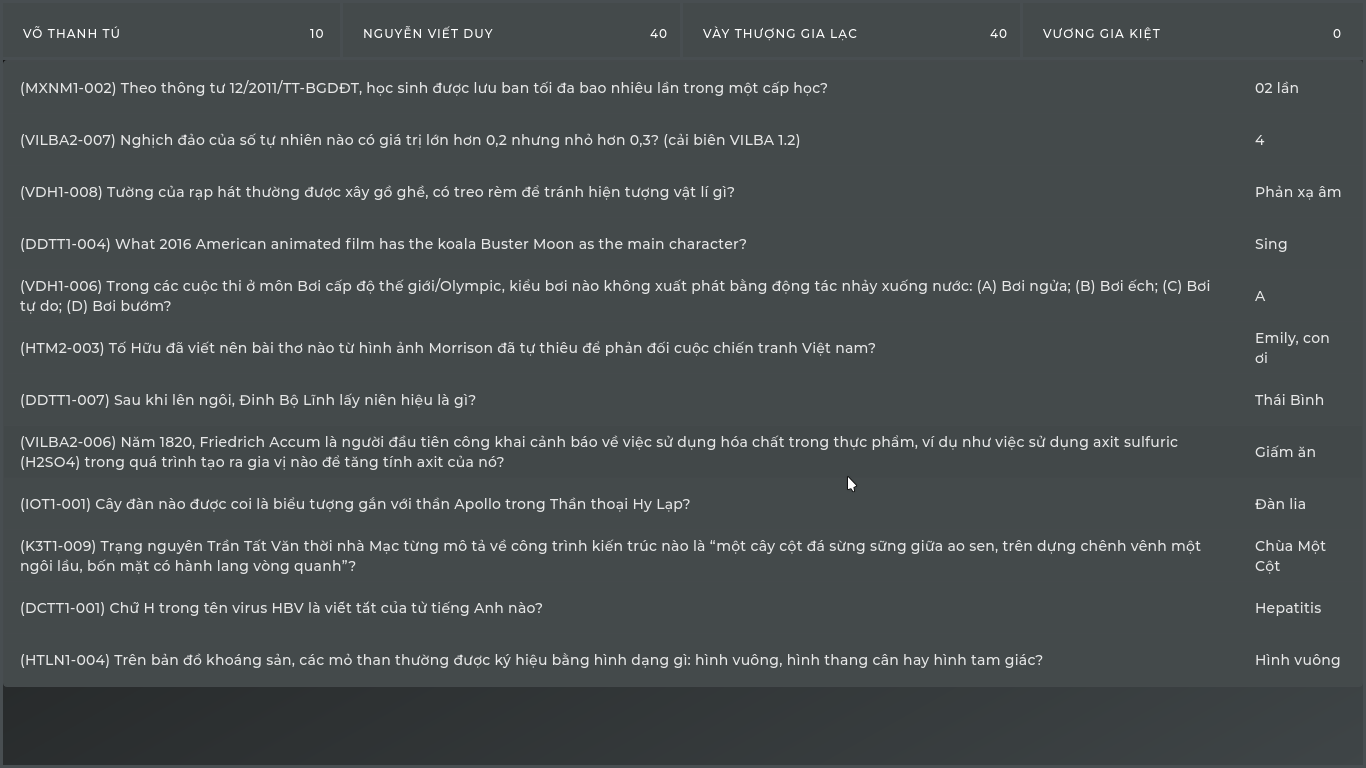 VÕ THANH TÚ 10 NGUYỄN VIẾT DUY 40 VÀY THƯỢNG GIA LẠC 40 VƯƠNG GIA KIỆT 0
(MXNM1-002) Theo thông tư 12/2011/TT-BGDĐT, học sinh được lưu ban tối đa bao nhiêu lần trong một cấp học? 02 lần
(VILBA2-007) Nghịch đảo của số tự nhiên nào có giá trị lớn hơn 0,2 nhưng nhỏ hơn 0,3? (cải biên VILBA 1.2) 4
(VDH1-008) Tường của rạp hát thường được xây gồ ghề, có treo rèm để tránh hiện tượng vật lí gì? Phản xạ âm
(DDTT1-004) What 2016 American animated film has the koala Buster Moon as the main character? Sing
(VDH1-006) Trong các cuộc thi ở môn Bơi cấp độ thế giới/Olympic, kiểu bơi nào không xuất phát bằng động tác nhảy xuống nước: (A) Bơi ngửa; (B) Bơi ếch; (C) Bơi
tự do; (D) Bơi bướm?
A
(HTM2-003) Tố Hữu đã viết nên bài thơ nào từ hình ảnh Morrison đã tự thiêu để phản đối cuộc chiến tranh Việt nam?
Emily, con
ơi
(DDTT1-007) Sau khi lên ngôi, Đinh Bộ Lĩnh lấy niên hiệu là gì? Thái Bình
(VILBA2-006) Năm 1820, Friedrich Accum là người đầu tiên công khai cảnh báo về việc sử dụng hóa chất trong thực phẩm, ví dụ như việc sử dụng axit sulfuric
(H2SO4) trong quá trình tạo ra gia vị nào để tăng tính axit của nó?
Giấm ăn
(IOT1-001) Cây đàn nào được coi là biểu tượng gắn với thần Apollo trong Thần thoại Hy Lạp? Đàn lia
(K3T1-009) Trạng nguyên Trần Tất Văn thời nhà Mạc từng mô tả về công trình kiến trúc nào là “một cây cột đá sừng sững giữa ao sen, trên dựng chênh vênh một
ngôi lầu, bốn mặt có hành lang vòng quanh”?
Chùa Một
Cột
(DCTT1-001) Chữ H trong tên virus HBV là viết tắt của từ tiếng Anh nào? Hepatitis
(HTLN1-004) Trên bản đồ khoáng sản, các mỏ than thường được ký hiệu bằng hình dạng gì: hình vuông, hình thang cân hay hình tam giác? Hình vuông